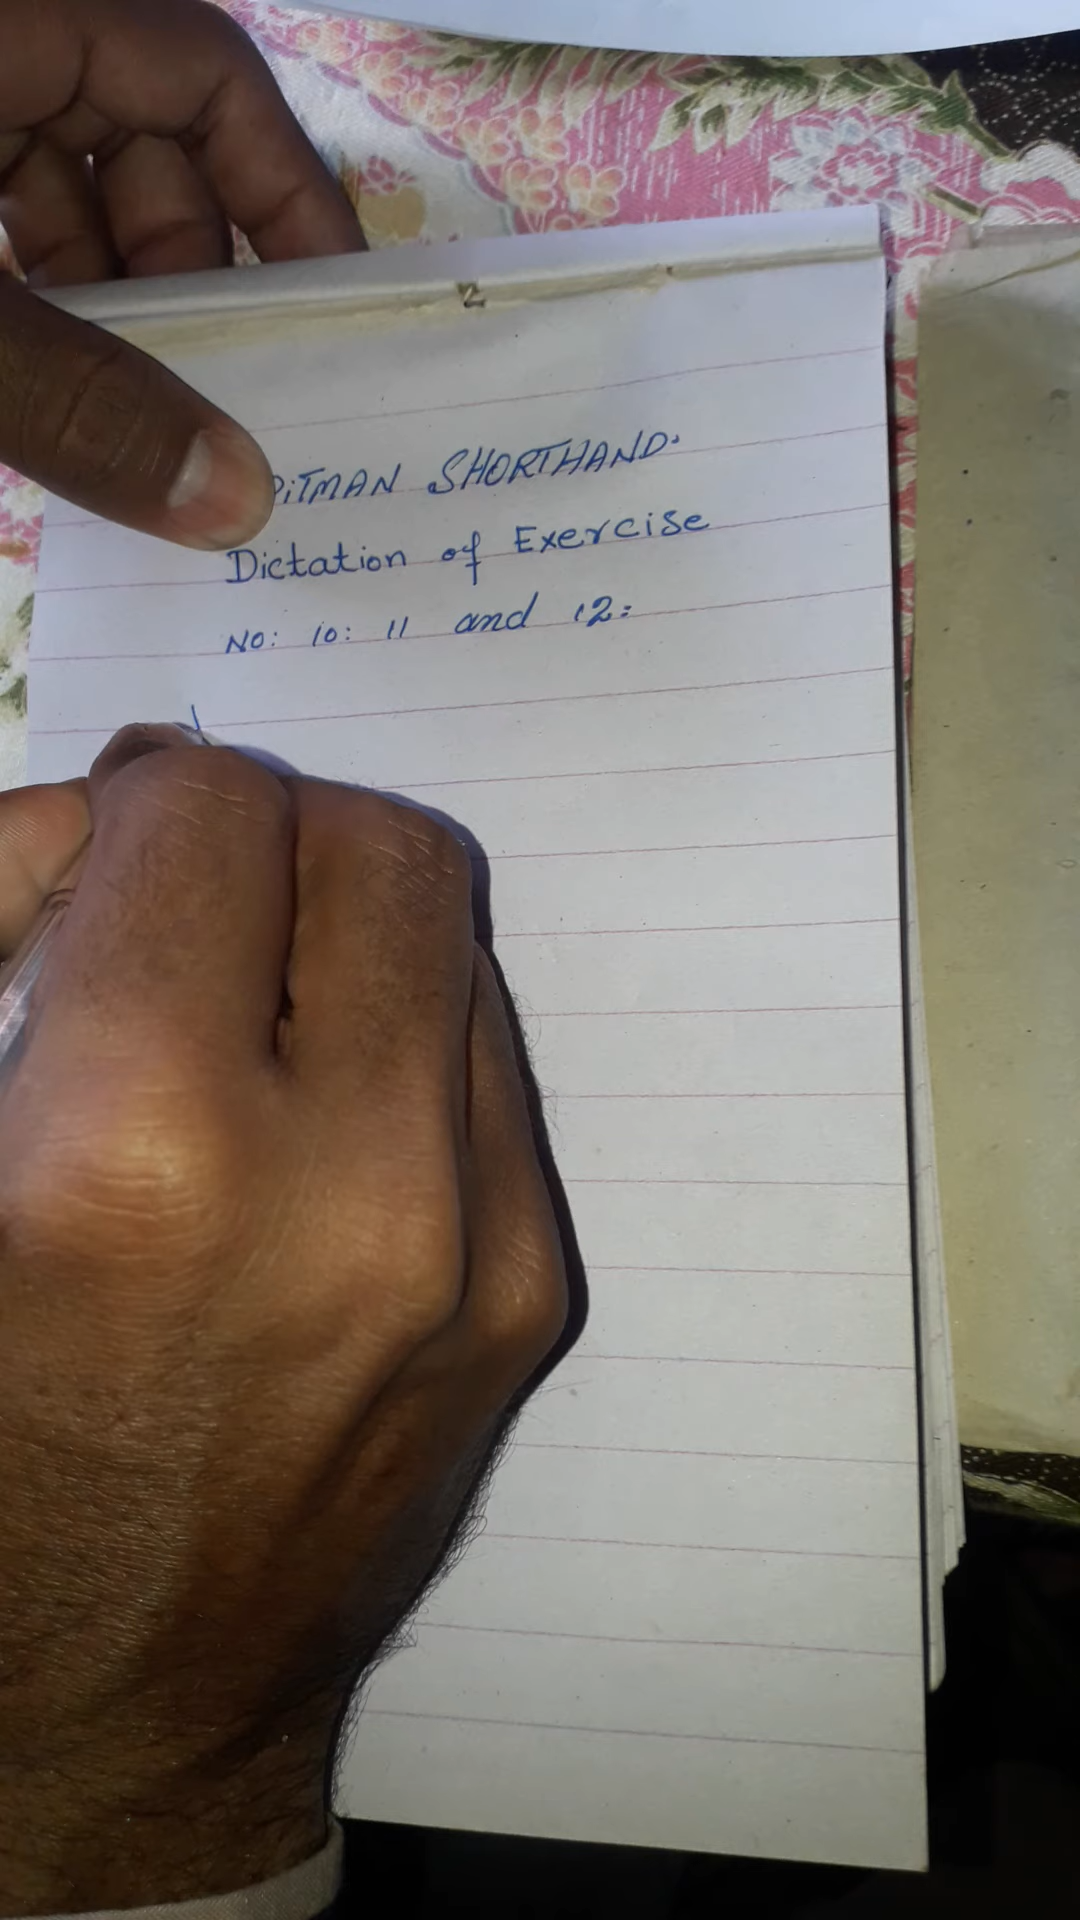 PITMAN SHORTHAND.
Dictation of Exercise
NO: 10: 11 and 12: